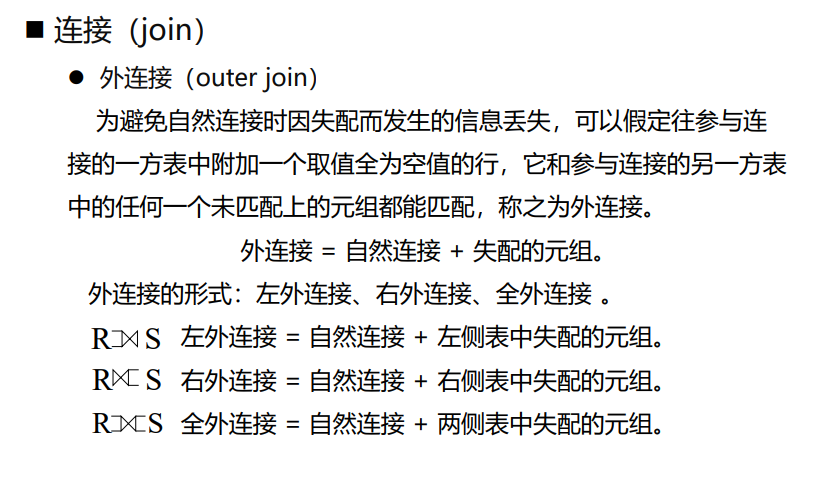 ■ 连接（join）
● 外连接（outer join）
为避免自然连接时因失配而发生的信息丢失，可以假定往参与连
接的一方表中附加一个取值全为空值的行，它和参与连接的另一方表
中的任何一个未匹配上的元组都能匹配，称之为外连接。
外连接 = 自然连接 + 失配的元组。
外连接的形式：左外连接、右外连接、全外连接 。
R⟕S 左外连接 = 自然连接 + 左侧表中失配的元组。
R⟖S 右外连接 = 自然连接 + 右侧表中失配的元组。
R⟗S 全外连接 = 自然连接 + 两侧表中失配的元组。